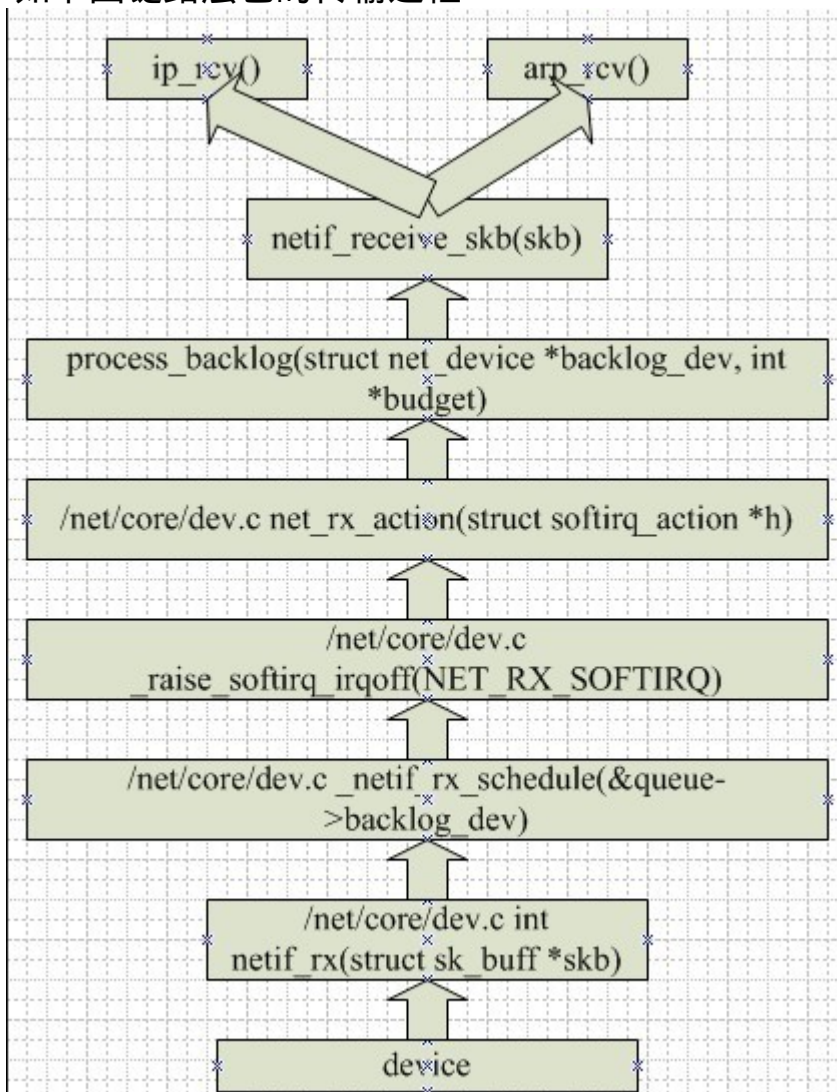 ip_rcv()
arp_rcv()
netif_receive_skb(skb)
process_backlog(struct net_device *backlog_dev, int
*budget)
/net/core/dev.c net_rx_action(struct softirq_action *h)
/net/core/dev.c
_raise_softirq_irqoff(NET_RX_SOFTIRQ)
/net/core/dev.c _netif_rx_schedule(&queue-
>backlog_dev)
/net/core/dev.c int
netif_rx(struct sk_buff *skb)
device